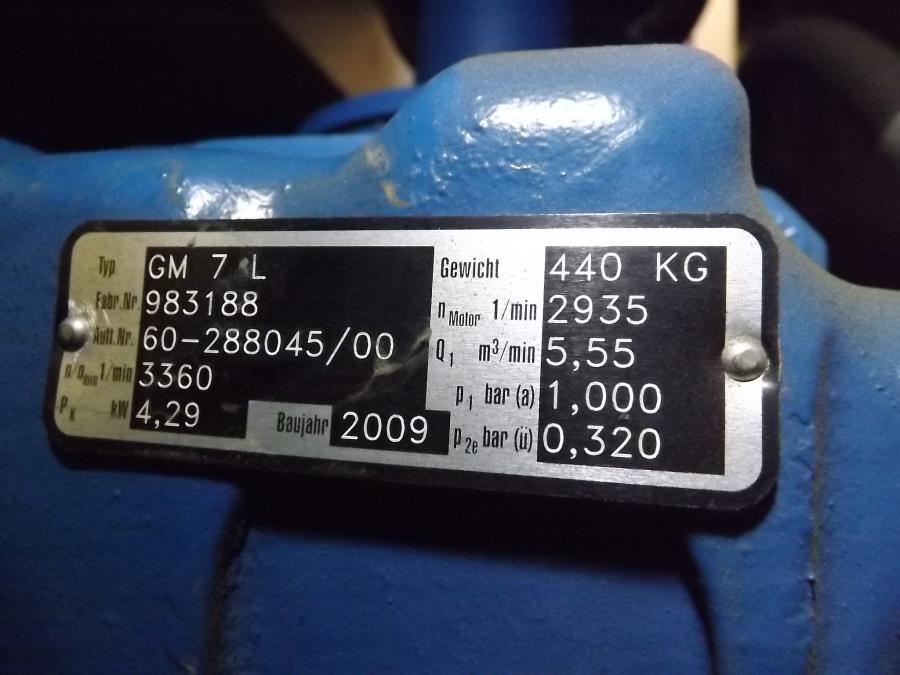 Typ GM 7 L
Fabr.Nr. 983188
Auft.Nr. 60-288045/00
n/n min 1/min 3360
P K kW 4,29
Baujahr 2009
Gewicht 440 KG
n Motor 1/min 2935
Q1 m³/min 5,55
p1 bar (a) 1,000
p2e bar (ü) 0,320